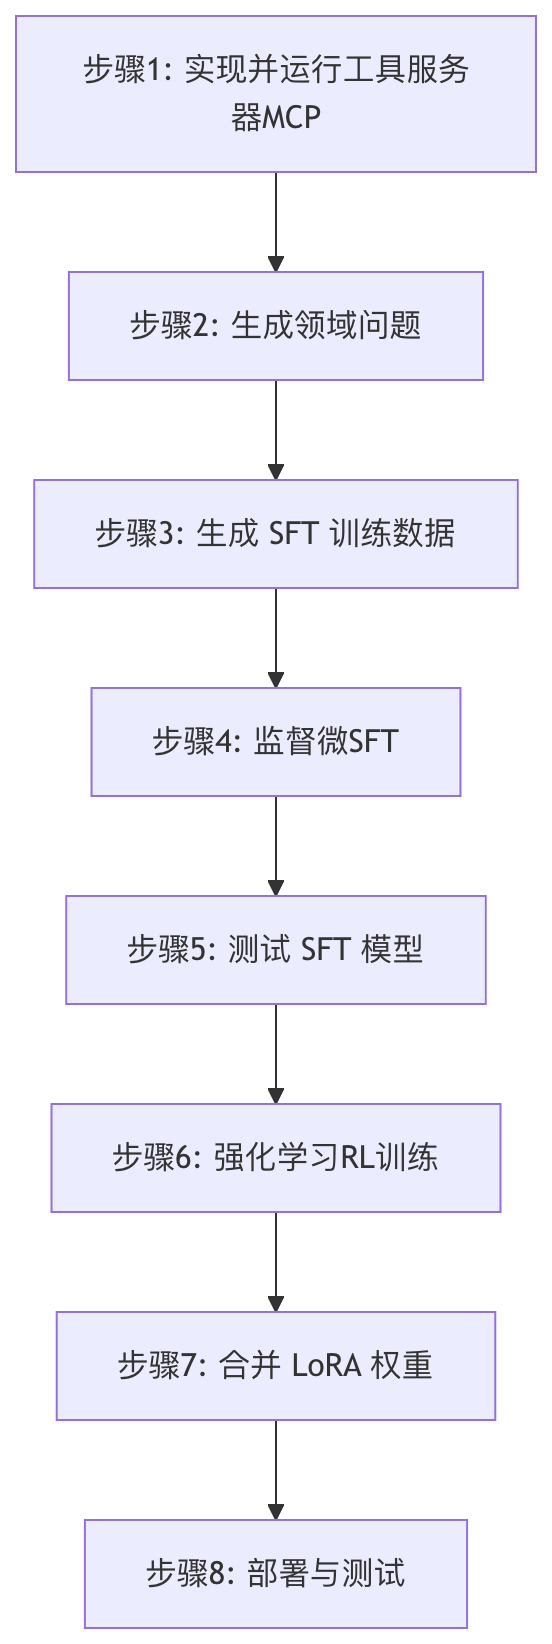 步骤1: 实现并运行工具服务
器MCP
步骤2: 生成领域问题
步骤3: 生成 SFT 训练数据
步骤4: 监督微SFT
步骤5: 测试 SFT 模型
步骤6: 强化学习RL训练
步骤7: 合并 LoRA 权重
步骤8: 部署与测试